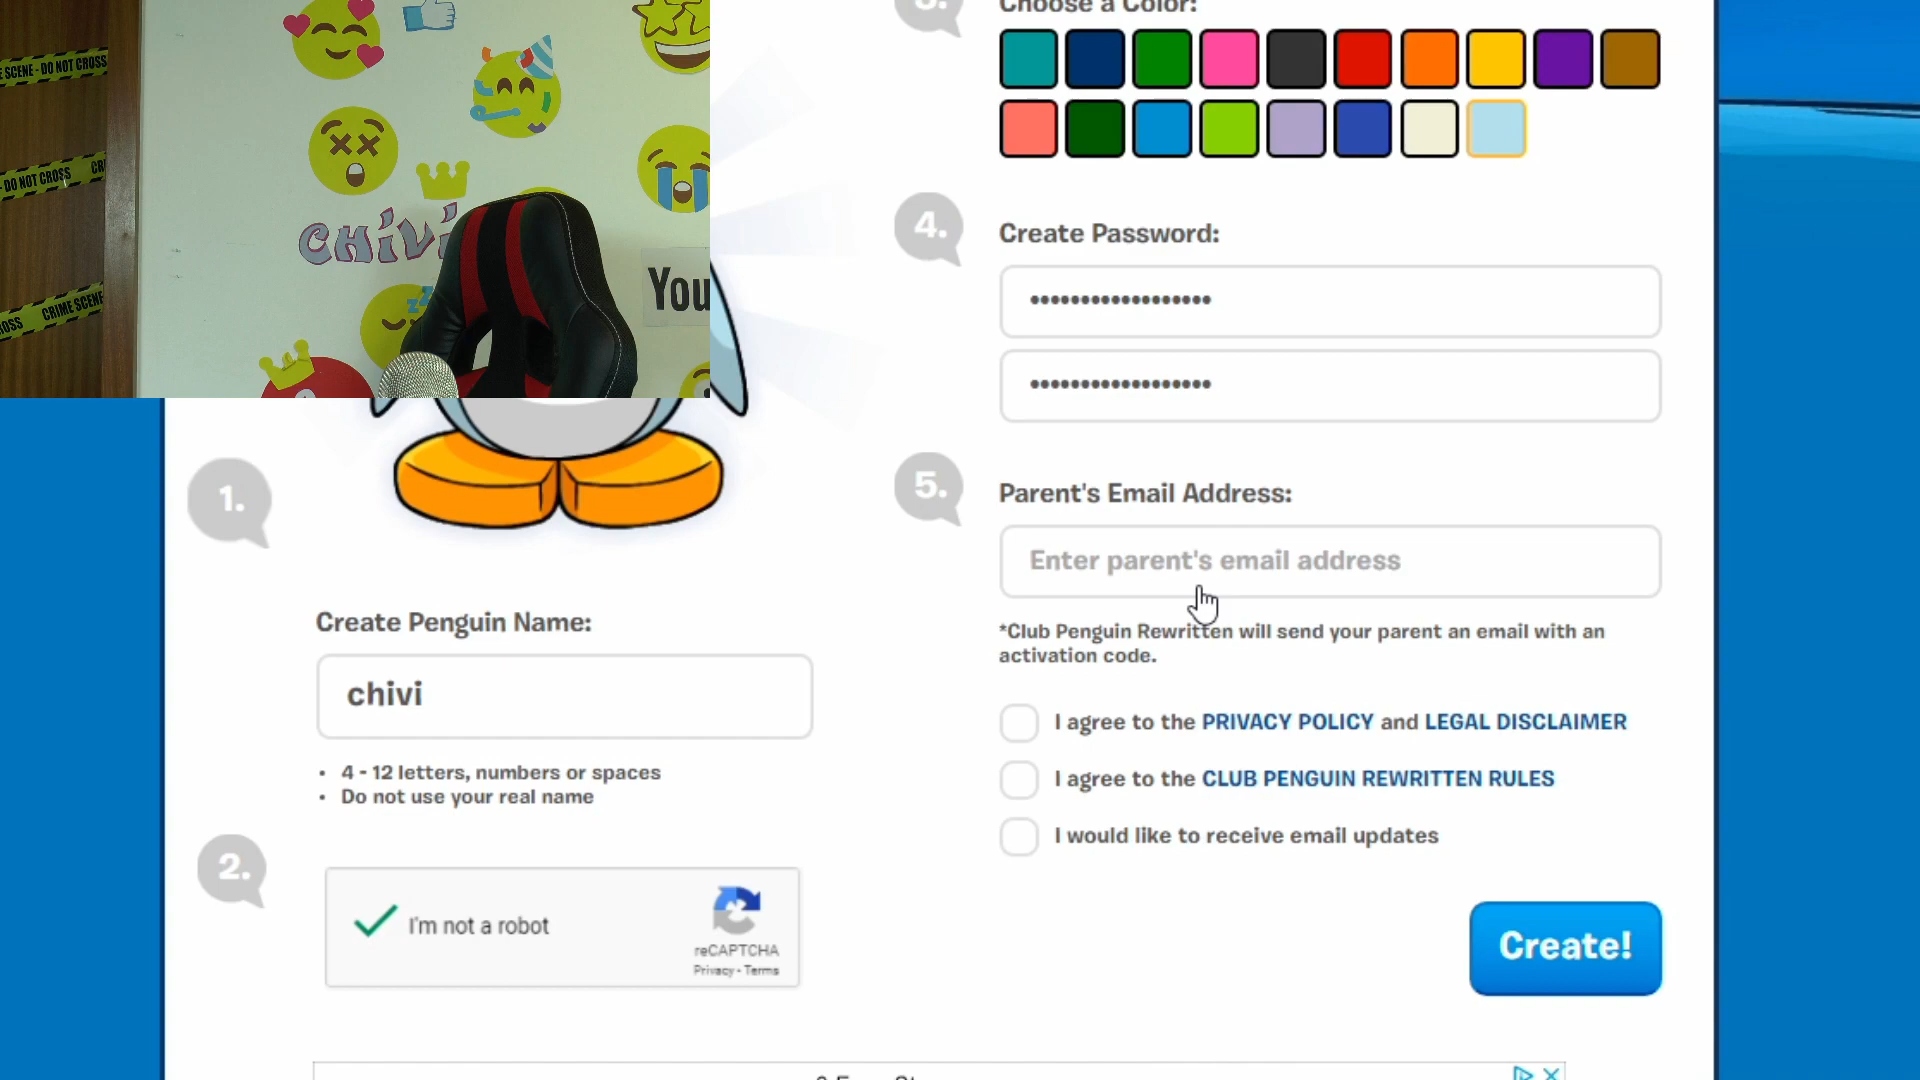 SCENE - DO NOT CROSS
DO NOT CROSS
CRIME SCENE
CHIVI
You
3.
Choose a Color:
4.
Create Password:
5.
Parent's Email Address:
Enter parent's email address
*Club Penguin Rewritten will send your parent an email with an
activation code.
I agree to the PRIVACY POLICY and LEGAL DISCLAIMER
I agree to the CLUB PENGUIN REWRITTEN RULES
I would like to receive email updates
Create!
1.
Create Penguin Name:
chivi
• 4 - 12 letters, numbers or spaces
• Do not use your real name
2.
I'm not a robot
reCAPTCHA
Privacy - Terms